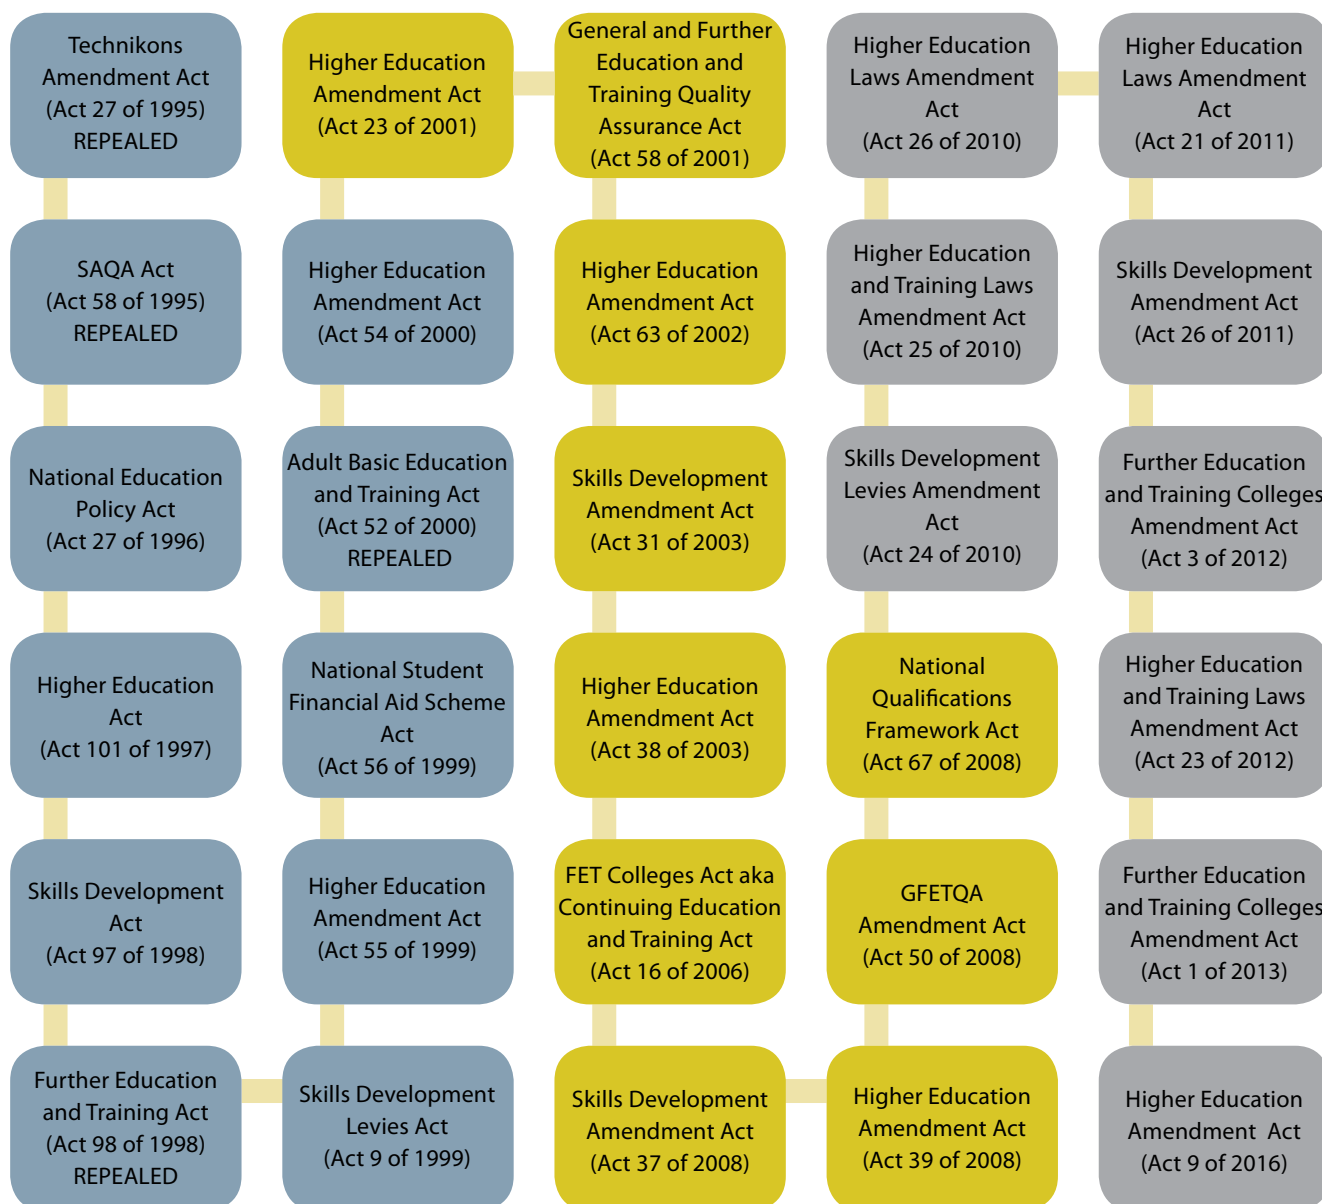 Technikons
Amendment Act
(Act 27 of 1995)
REPEALED
SAQA Act
(Act 58 of 1995)
REPEALED
National Education
Policy Act
(Act 27 of 1996)
Higher Education
Act
(Act 101 of 1997)
Skills Development
Act
(Act 97 of 1998)
Further Education
and Training Act
(Act 98 of 1998)
REPEALED
Skills Development
Levies Act
(Act 9 of 1999)
Higher Education
Amendment Act
(Act 55 of 1999)
National Student
Financial Aid Scheme
Act
(Act 56 of 1999)
Adult Basic Education
and Training Act
(Act 52 of 2000)
REPEALED
Higher Education
Amendment Act
(Act 54 of 2000)
Higher Education
Amendment Act
(Act 23 of 2001)
General and Further
Education and
Training Quality
Assurance Act
(Act 58 of 2001)
Higher Education
Amendment Act
(Act 63 of 2002)
Skills Development
Amendment Act
(Act 31 of 2003)
Higher Education
Amendment Act
(Act 38 of 2003)
FET Colleges Act aka
Continuing Education
and Training Act
(Act 16 of 2006)
Skills Development
Amendment Act
(Act 37 of 2008)
Higher Education
Amendment Act
(Act 39 of 2008)
GFETQA
Amendment Act
(Act 50 of 2008)
National
Qualifications
Framework Act
(Act 67 of 2008)
Skills Development
Levies Amendment
Act
(Act 24 of 2010)
Higher Education
and Training Laws
Amendment Act
(Act 25 of 2010)
Higher Education
Laws Amendment
Act
(Act 26 of 2010)
Higher Education
Laws Amendment
Act
(Act 21 of 2011)
Skills Development
Amendment Act
(Act 26 of 2011)
Further Education
and Training Colleges
Amendment Act
(Act 3 of 2012)
Higher Education
and Training Laws
Amendment Act
(Act 23 of 2012)
Further Education
and Training Colleges
Amendment Act
(Act 1 of 2013)
Higher Education
Amendment Act
(Act 9 of 2016)